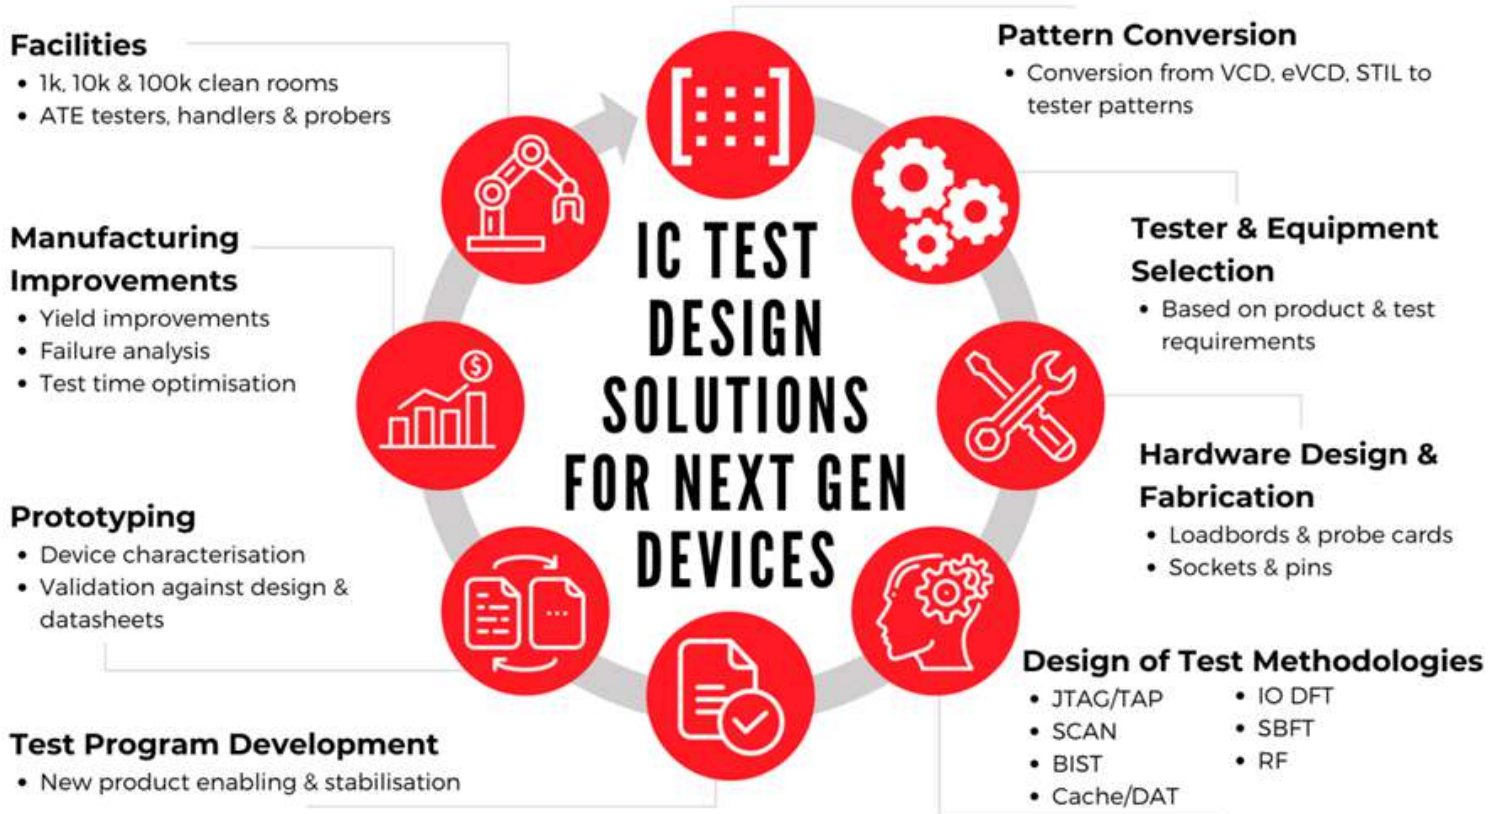 Facilities
• 1k, 10k & 100k clean rooms
• ATE testers, handlers & probers
Manufacturing
Improvements
• Yield improvements
• Failure analysis
• Test time optimisation
Prototyping
• Device characterisation
• Validation against design &
datasheets
Test Program Development
• New product enabling & stabilisation
$
IC TEST
DESIGN
SOLUTIONS
FOR NEXT GEN
DEVICES
Pattern Conversion
• Conversion from VCD, eVCD, STIL to
tester patterns
Tester & Equipment
Selection
• Based on product & test
requirements
Hardware Design &
Fabrication
• Loadbords & probe cards
• Sockets & pins
Design of Test Methodologies
• JTAG/TAP
• SCAN
• BIST
• Cache/DAT
• IO DFT
• SBFT
• RF